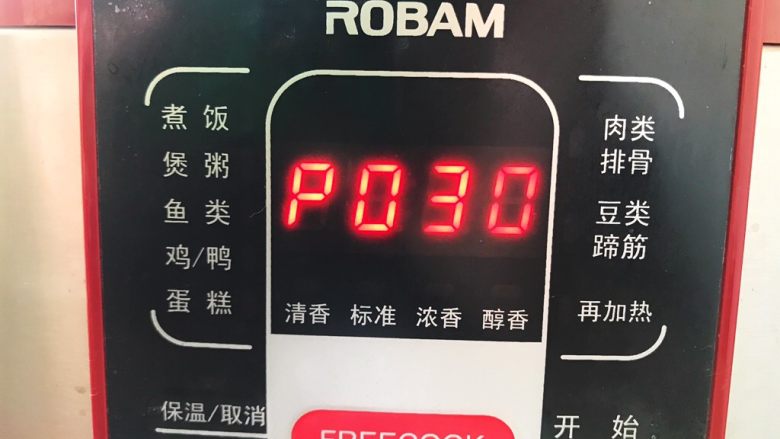 ROBAM
煮 饭
煲 粥
鱼 类
鸡/鸭
蛋 糕
P030
清香 标准 浓香 醇香
肉类
排骨
豆类
蹄筋
再加热
保温/取消
FREECOOK
开 始